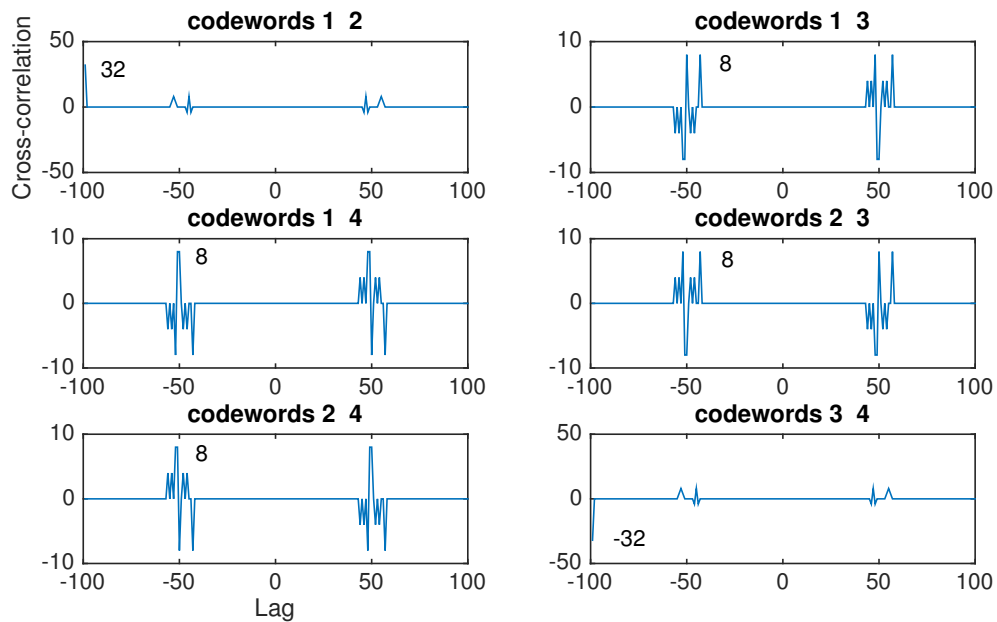 codewords 1 2
Cross-correlation
50
0
-50
32
-100 -50 0 50 100
codewords 1 3
10
0
-10
8
-100 -50 0 50 100
codewords 1 4
10
0
-10
8
-100 -50 0 50 100
codewords 2 3
10
0
-10
8
-100 -50 0 50 100
codewords 2 4
10
0
-10
8
-100 -50 0 50 100
Lag
codewords 3 4
50
0
-50
-32
-100 -50 0 50 100